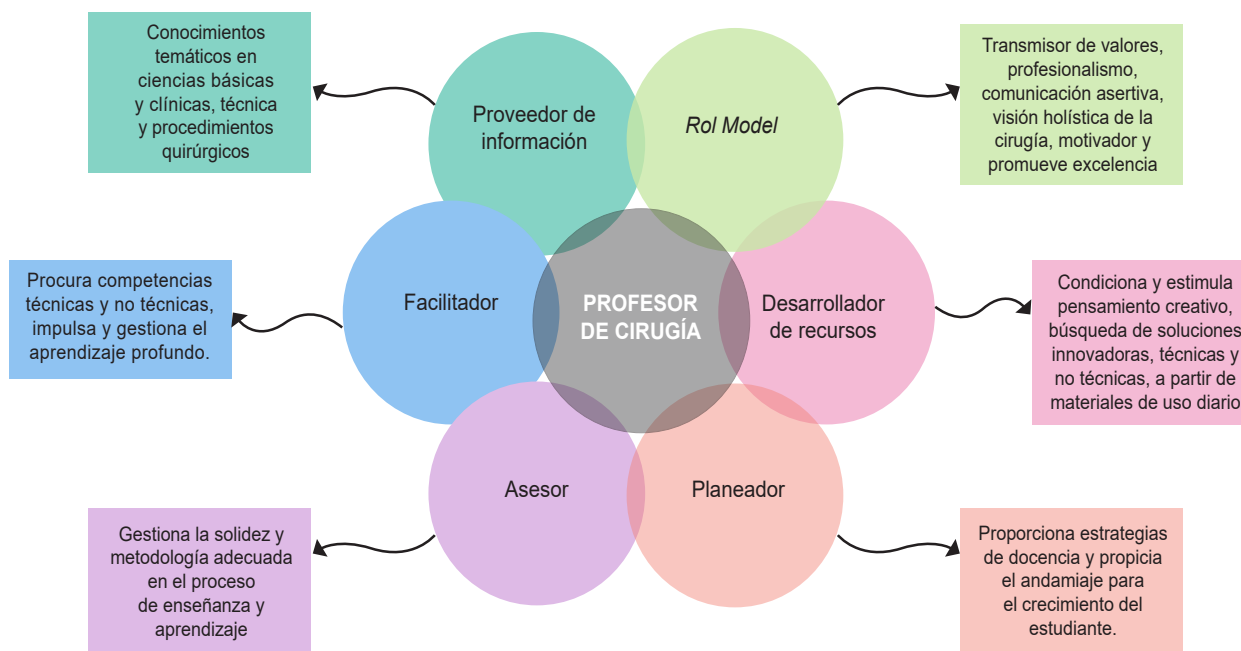 Conocimientos
temáticos en
ciencias básicas
y clínicas, técnica
y procedimientos
quirúrgicos
Proveedor de
información
Rol Model
Transmisor de valores,
profesionalismo,
comunicación asertiva,
visión holística de la
cirugía, motivador y
promueve excelencia
Procura competencias
técnicas y no técnicas,
impulsa y gestiona el
aprendizaje profundo.
Facilitador
PROFESOR
DE CIRUGÍA
Desarrollador
de recursos
Condiciona y estimula
pensamiento creativo,
búsqueda de soluciones
innovadoras, técnicas y
no técnicas, a partir de
materiales de uso diario
Gestiona la solidez y
metodología adecuada
en el proceso
de enseñanza y
aprendizaje
Asesor
Planeador
Proporciona estrategias
de docencia y propicia
el andamiaje para
el crecimiento del
estudiante.